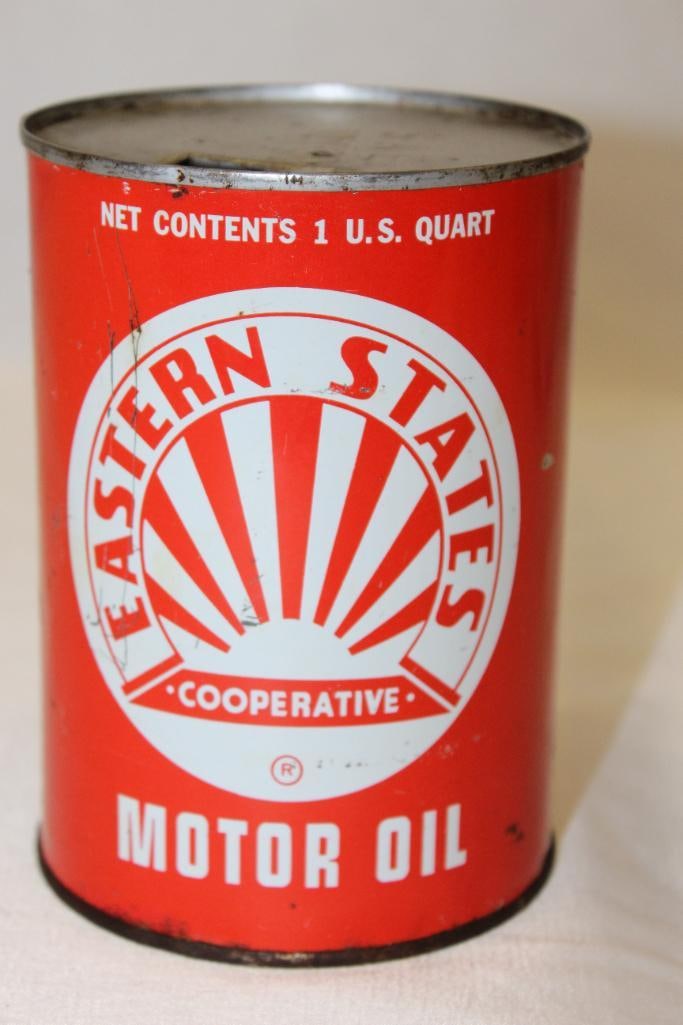 NET CONTENTS 1 U.S. QUART
EASTERN STATES
·COOPERATIVE·
®
MOTOR OIL